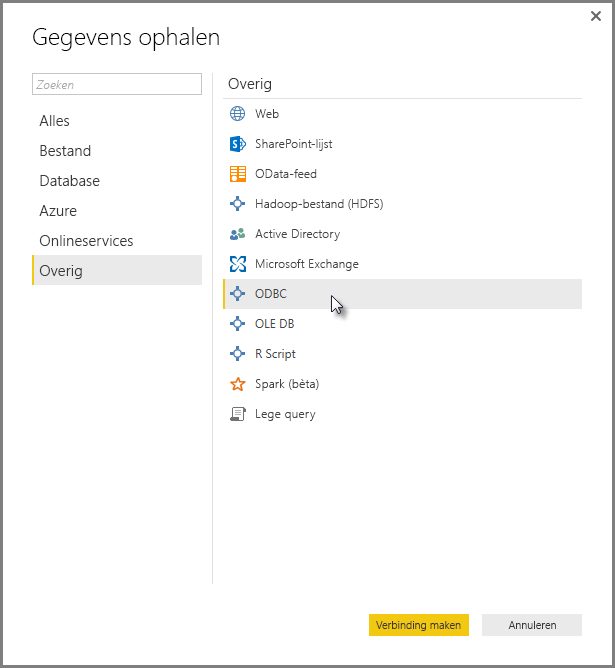 Gegevens ophalen
Zoeken
Alles
Bestand
Database
Azure
Onlineservices
Overig
Overig
Web
SharePoint-lijst
OData-feed
Hadoop-bestand (HDFS)
Active Directory
Microsoft Exchange
ODBC
OLE DB
R Script
Spark (bèta)
Lege query
Verbinding maken
Annuleren